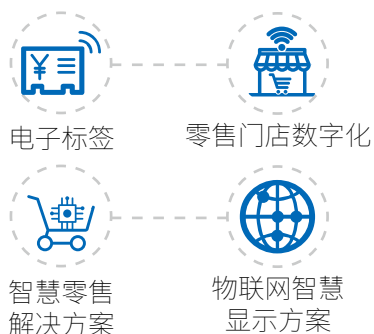 ¥
电子标签
零售门店数字化
智慧零售
解决方案
物联网智慧
显示方案